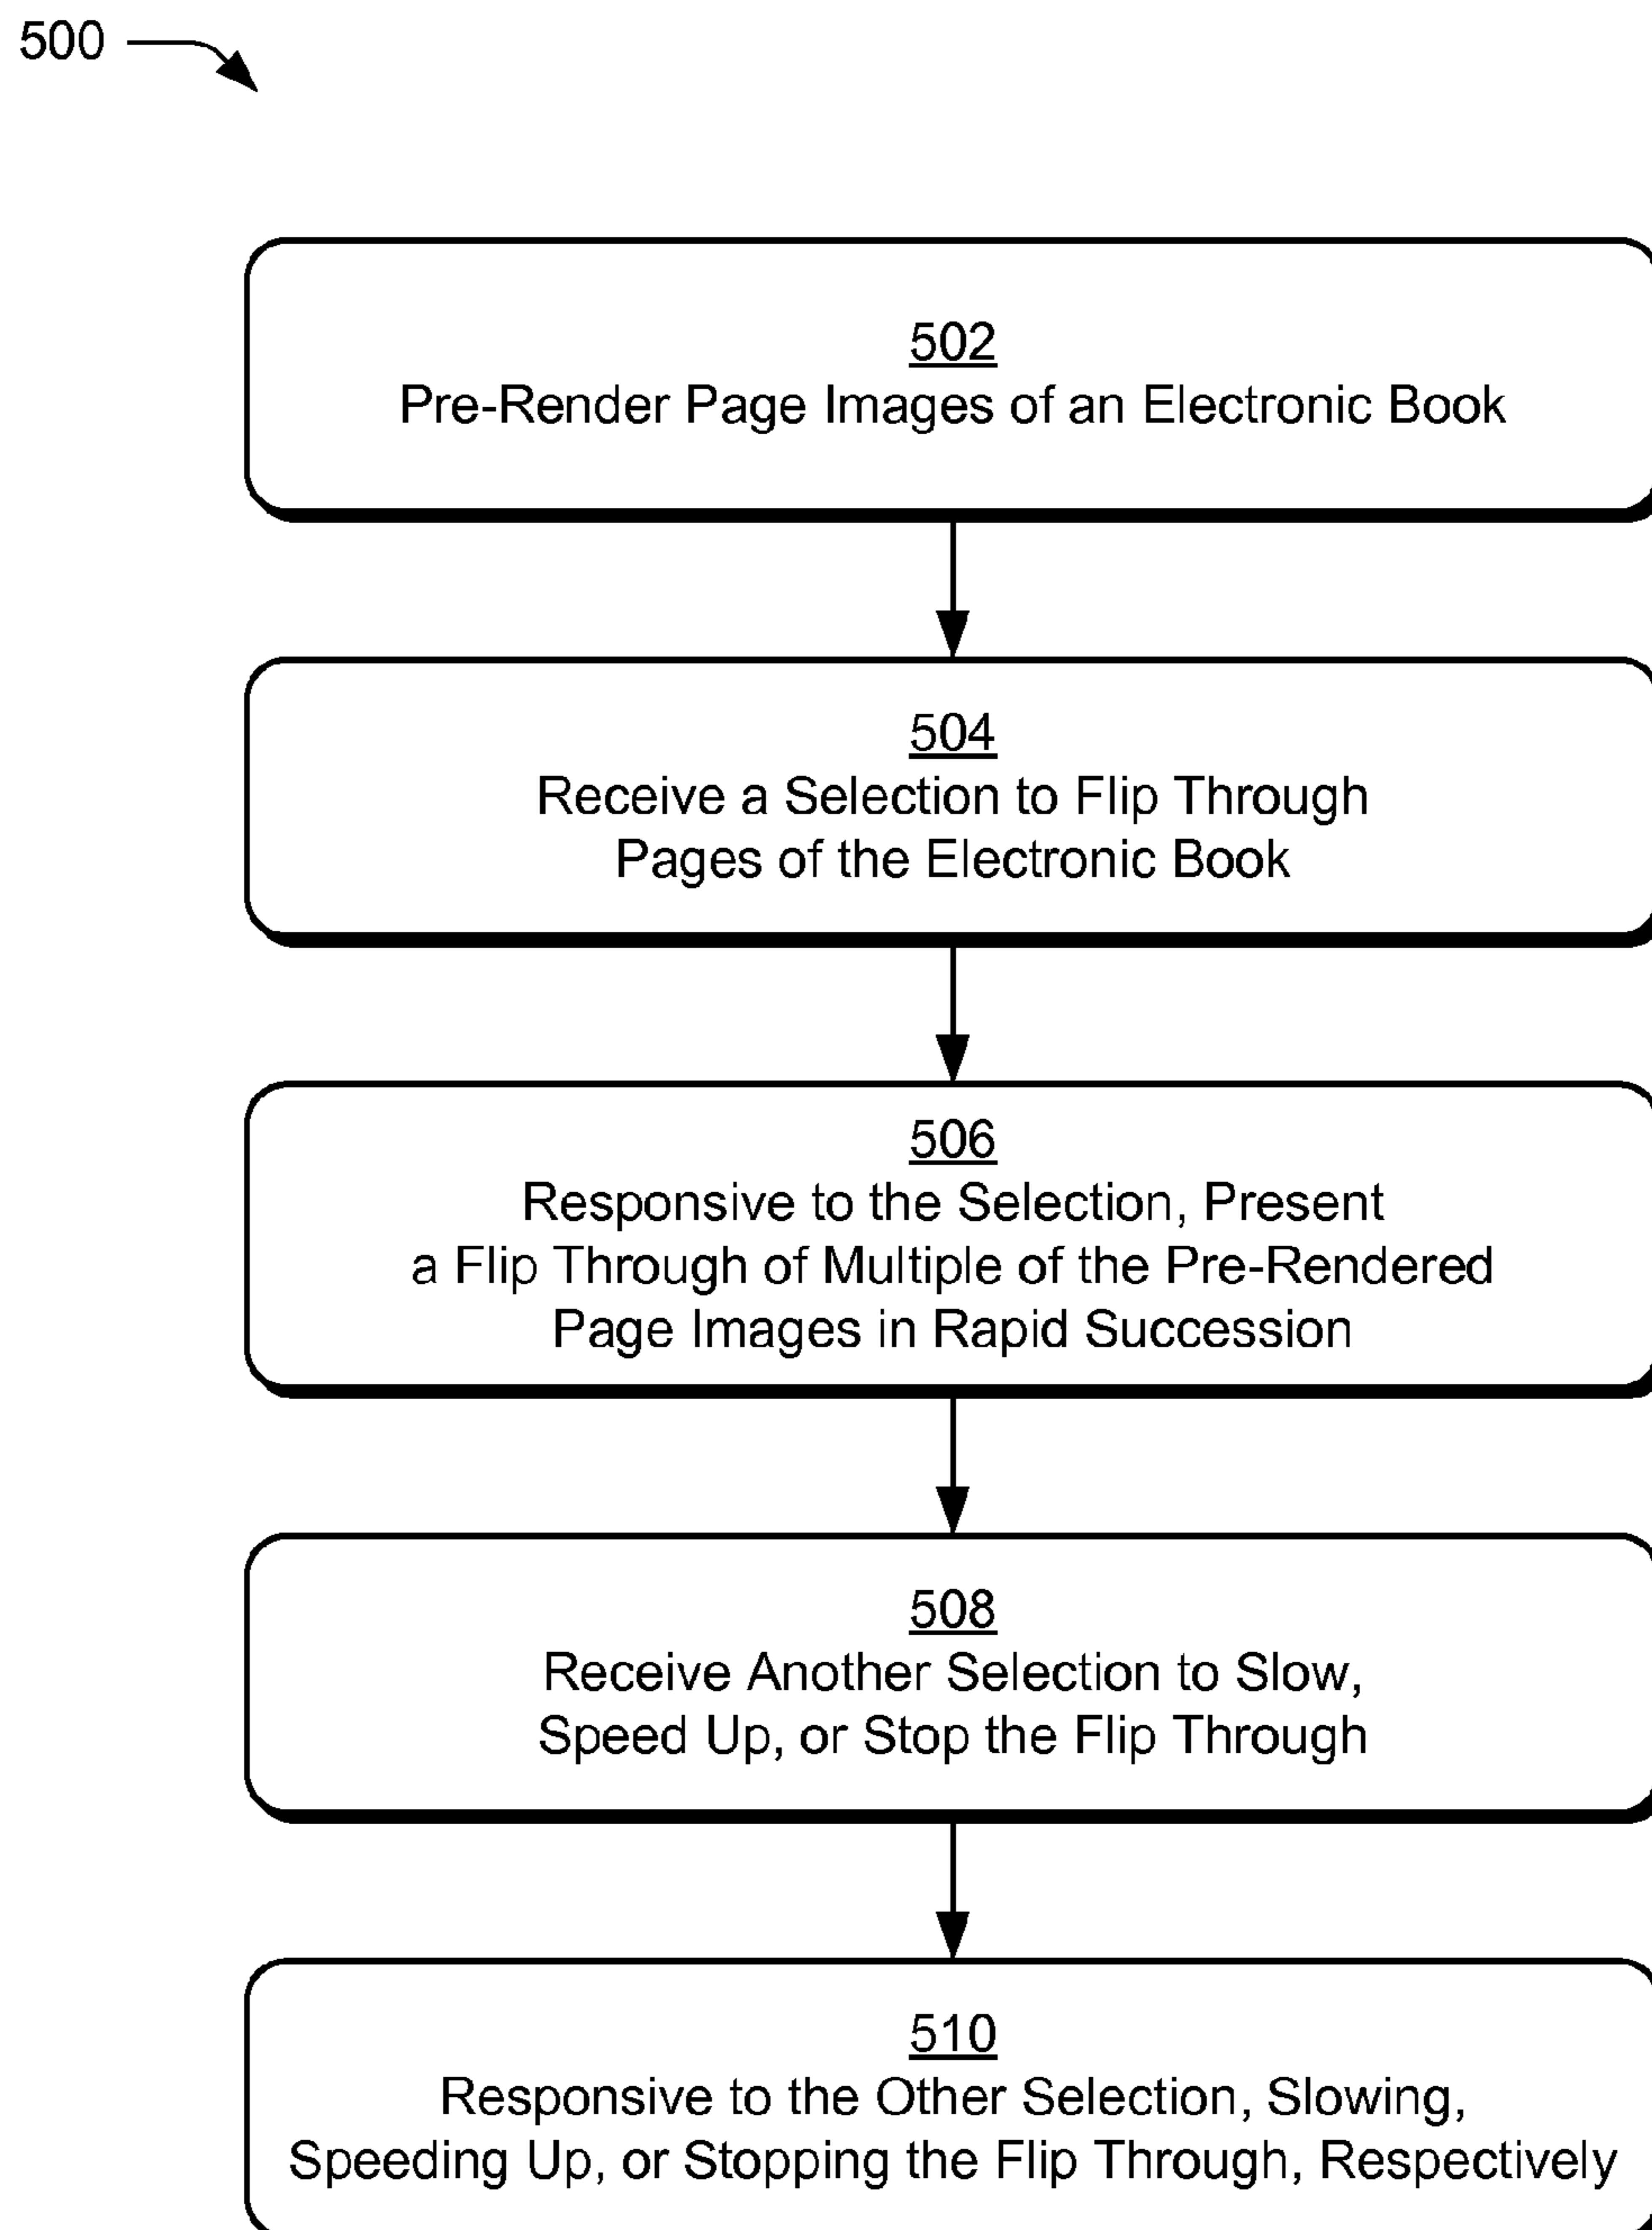 500
502
Pre-Render Page Images of an Electronic Book
504
Receive a Selection to Flip Through
Pages of the Electronic Book
506
Responsive to the Selection, Present
a Flip Through of Multiple of the Pre-Rendered
Page Images in Rapid Succession
508
Receive Another Selection to Slow,
Speed Up, or Stop the Flip Through
510
Responsive to the Other Selection, Slowing,
Speeding Up, or Stopping the Flip Through, Respectively